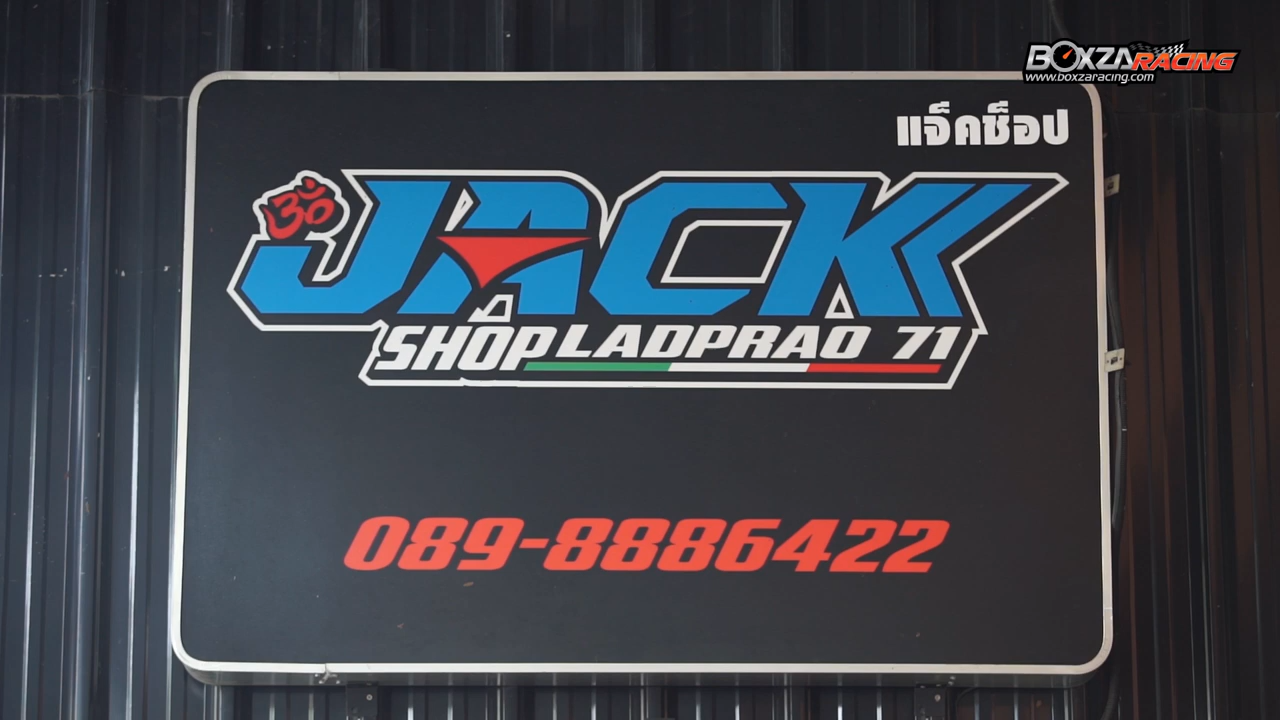 BOXZARACING
www.boxzaracing.com
แจ็คช็อป
ॐ
JACK
SHOP LADPRAO 71
089-8886422